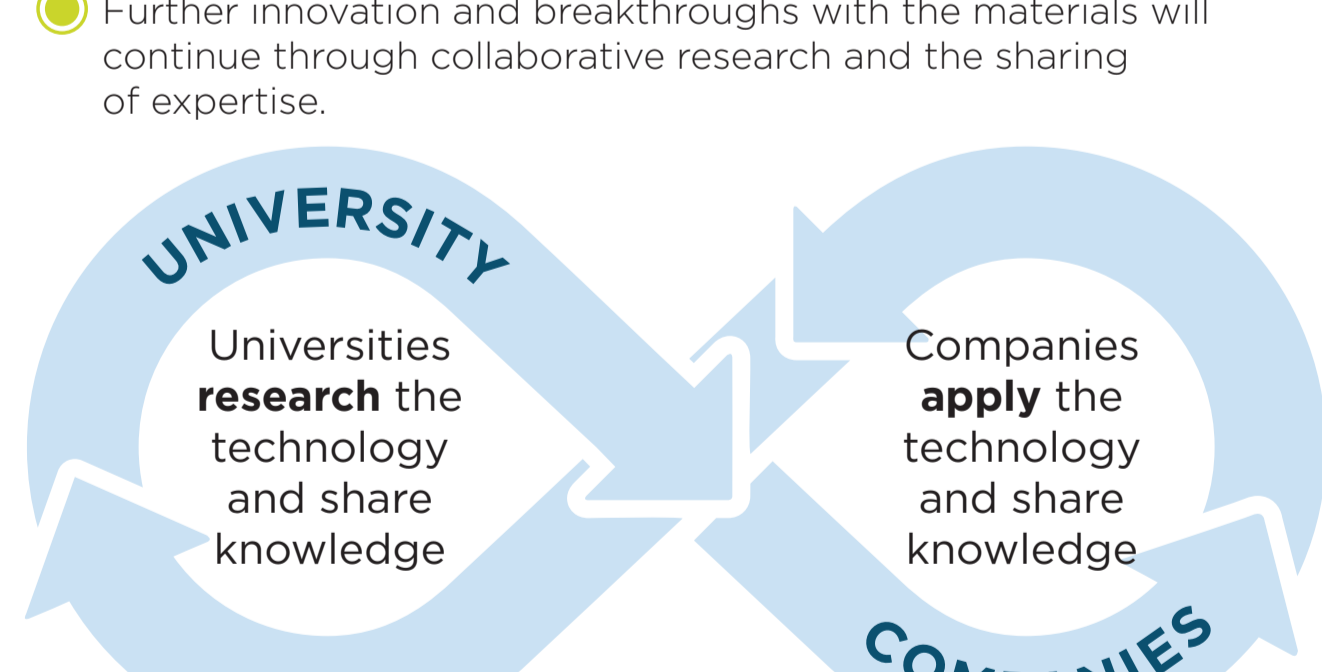 Further innovation and breakthroughs with the materials will
continue through collaborative research and the sharing
of expertise.
UNIVERSITY
Universities
research the
technology
and share
knowledge
Companies
apply the
technology
and share
knowledge
COMPANIES